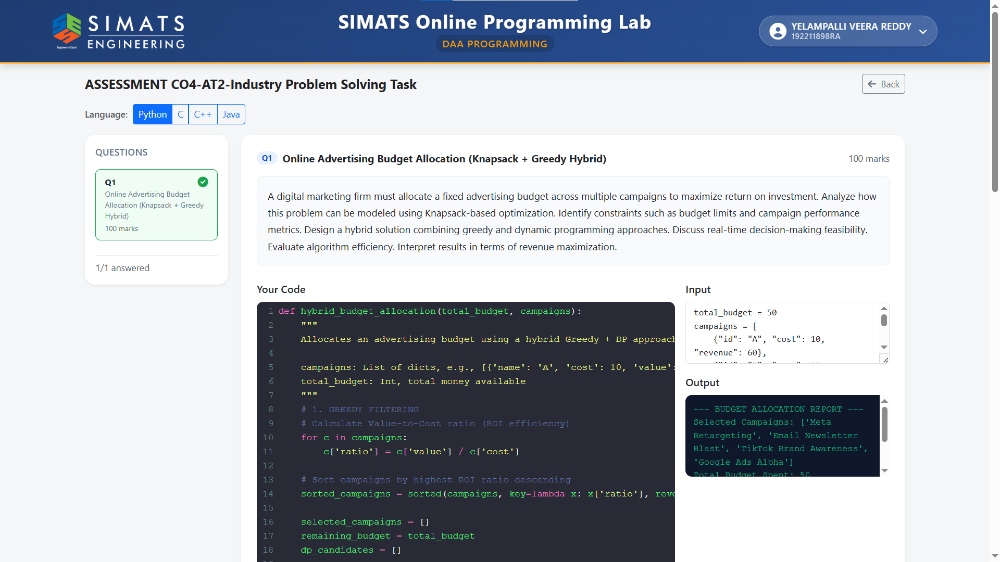 SIMATS
ENGINEERING
Engineer to Excel
SIMATS Online Programming Lab
DAA PROGRAMMING
YELAMPALLI VEERA REDDY
192211898RA
ASSESSMENT CO4-AT2-Industry Problem Solving Task
Back
Language: Python C C++ Java
QUESTIONS
Q1
Online Advertising Budget
Allocation (Knapsack + Greedy
Hybrid)
100 marks
1/1 answered
Q1 Online Advertising Budget Allocation (Knapsack + Greedy Hybrid) 100 marks
A digital marketing firm must allocate a fixed advertising budget across multiple campaigns to maximize return on investment. Analyze how
this problem can be modeled using Knapsack-based optimization. Identify constraints such as budget limits and campaign performance
metrics. Design a hybrid solution combining greedy and dynamic programming approaches. Discuss real-time decision-making feasibility.
Evaluate algorithm efficiency. Interpret results in terms of revenue maximization.
Your Code
1 def hybrid_budget_allocation(total_budget, campaigns):
2     """
3     Allocates an advertising budget using a hybrid Greedy + DP approach
4
5     campaigns: List of dicts, e.g., [{'name': 'A', 'cost': 10, 'value':
6     total_budget: Int, total money available
7     """
8     # 1. GREEDY FILTERING
9     # Calculate Value-to-Cost ratio (ROI efficiency)
10     for c in campaigns:
11         c['ratio'] = c['value'] / c['cost']
12
13     # Sort campaigns by highest ROI ratio descending
14     sorted_campaigns = sorted(campaigns, key=lambda x: x['ratio'], reve
15
16     selected_campaigns = []
17     remaining_budget = total_budget
18     dp_candidates = []
Input
total_budget = 50
campaigns = [
    {"id": "A", "cost": 10,
"revenue": 60},
Output
--- BUDGET ALLOCATION REPORT ---
Selected Campaigns: ['Meta
Retargeting', 'Email Newsletter
Blast', 'TikTok Brand Awareness',
'Google Ads Alpha']
Total Budget Spent: 50